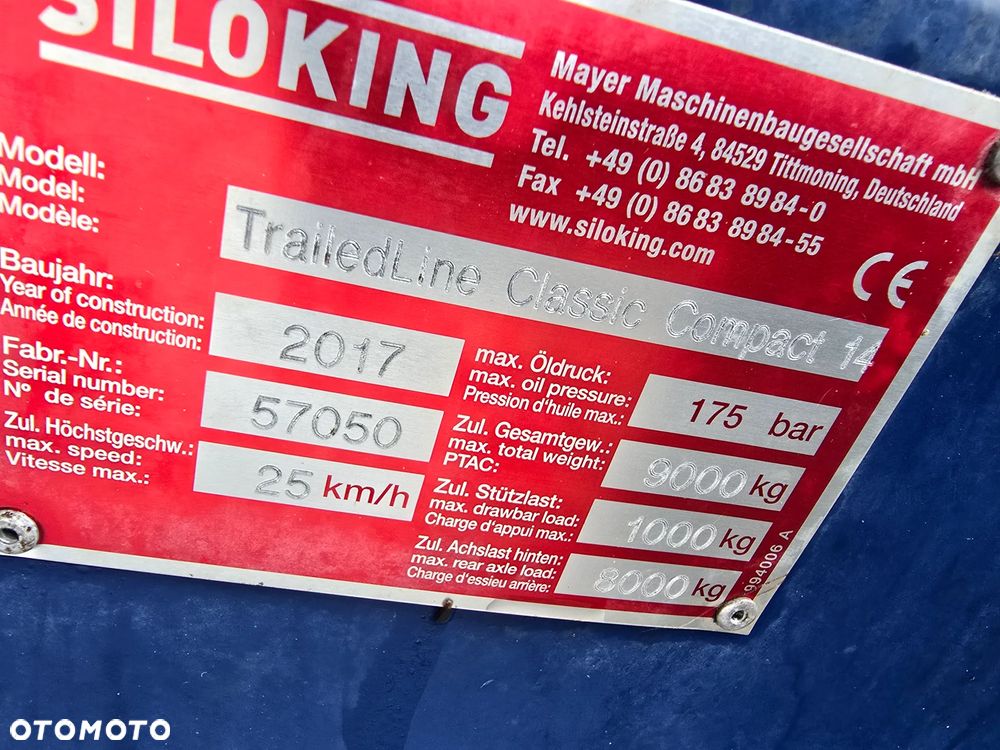 SILOKING
Mayer Maschinenbaugesellschaft mbH
Kehlsteinstraße 4, 84529 Tittmoning, Deutschland
Tel. +49 (0) 86 83 89 84-0
Fax +49 (0) 86 83 89 84-55
www.siloking.com
CE
Modell:
Model:
Modèle:
TrailedLine Classic Compact 14
Baujahr:
Year of construction:
Année de construction:
2017
Fabr.-Nr.:
Serial number:
N° de série:
57050
Zul. Höchstgeschw.:
max. speed:
Vitesse max.:
25 km/h
max. Öldruck:
max. oil pressure:
Pression d'huile max.:
175 bar
Zul. Gesamtgew.:
max. total weight:
PTAC:
9000 kg
Zul. Stützlast:
max. drawbar load:
Charge d'appui max.:
1000 kg
Zul. Achslast hinten:
max. rear axle load:
Charge d'essieu arrière:
8000 kg
994006 A
OTOMOTO